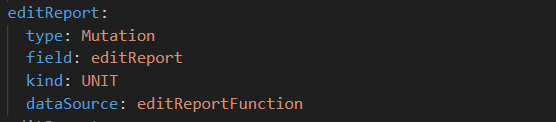 editReport:
type: Mutation
field: editReport
kind: UNIT
dataSource: editReportFunction